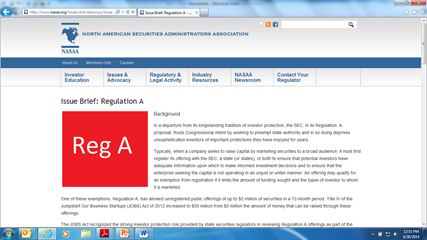 http://www.nasaa.org/issues-and-advocacy/issue-
Issue Brief: Regulation A - ...
NASAA
NORTH AMERICAN SECURITIES ADMINISTRATORS ASSOCIATION
About Us Members Only Careers
Investor Education
Issues & Advocacy
Regulatory & Legal Activity
Industry Resources
NASAA Newsroom
Contact Your Regulator
Issue Brief: Regulation A
Reg A
Background
In a departure from its longstanding tradition of investor protection, the SEC, in its Regulation A
proposal, flouts Congressional intent by seeking to preempt state authority and in so doing deprives
unsophisticated investors of important protections they have enjoyed for years.
Typically, when a company seeks to raise capital by marketing securities to a broad audience, it must first
register its offering with the SEC, a state (or states), or both to ensure that potential investors have
adequate information upon which to make informed investment decisions and to ensure that the
enterprise seeking the capital is not operating in an unjust or unfair manner. An offering may qualify for
an exemption from registration if it limits the amount of funding sought and the types of investor to whom
it is marketed.
One of these exemptions, Regulation A, has allowed unregistered public offerings of up to $5 million of securities in a 12-month period. Title IV of the
Jumpstart Our Business Startups (JOBS) Act of 2012 increased to $50 million from $5 million the amount of money that can be raised through these
offerings.
The JOBS Act recognized the strong investor protection role provided by state securities regulators in reviewing Regulation A offerings as part of the
12:53 PM
4/30/2014